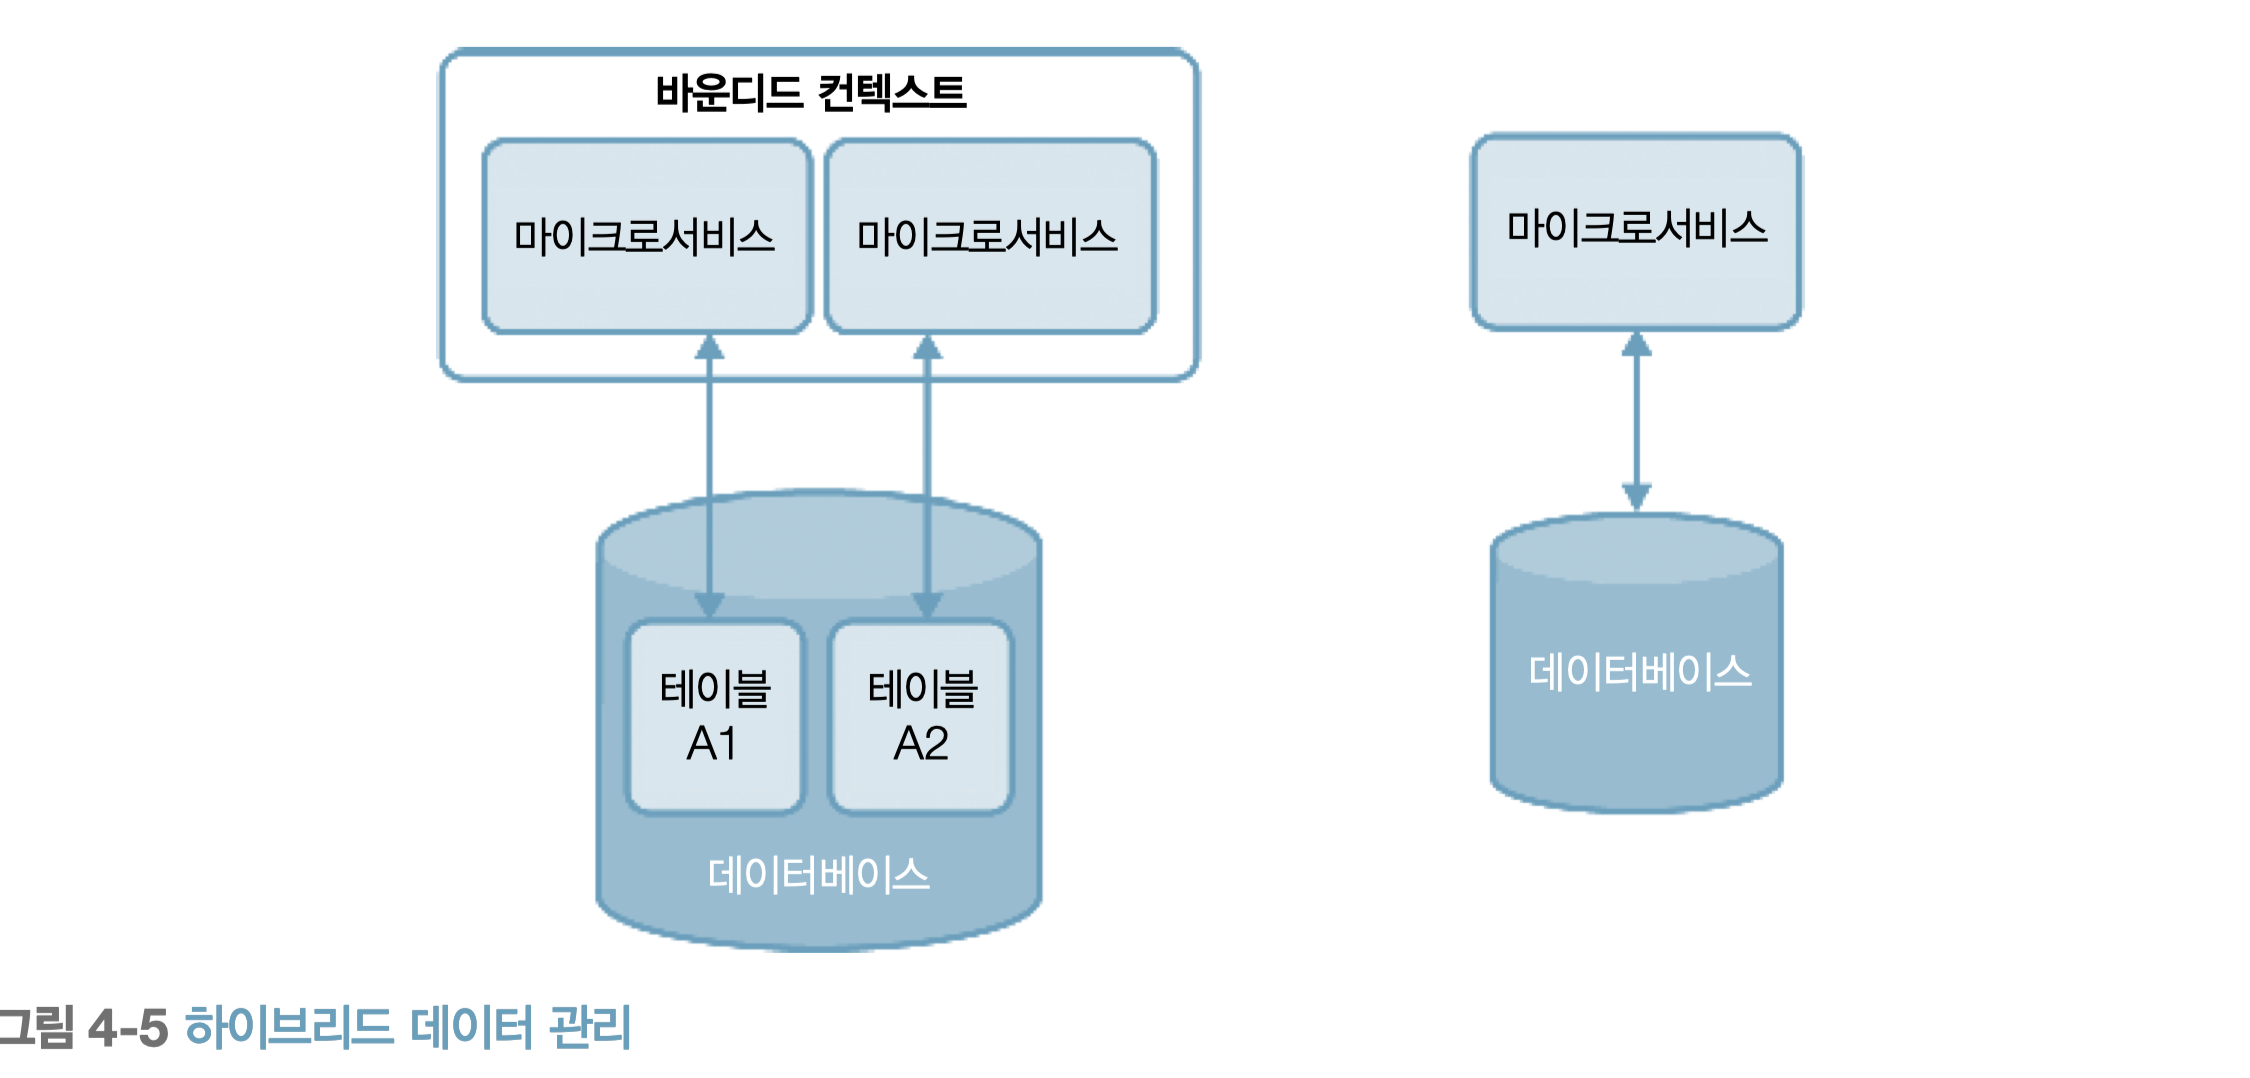 바운디드 컨텍스트
마이크로서비스
마이크로서비스
마이크로서비스
테이블
A1
테이블
A2
데이터베이스
데이터베이스
그림 4-5 하이브리드 데이터 관리